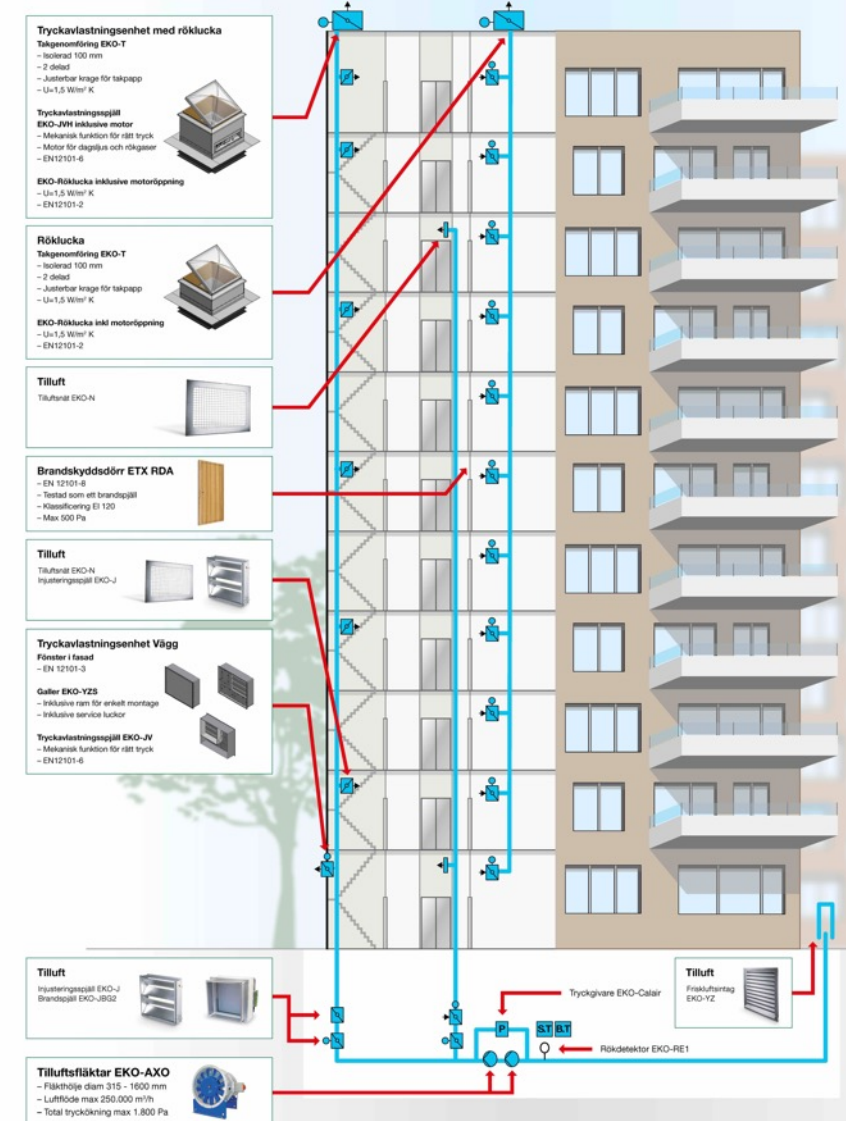 Tryckavlastningsenhet med röklucka
Takgenomföring EKO-T
– Isolerad 100 mm
– 2 delad
– Justerbar krage för takpapp
– U=1,5 W/m² K
Tryckavlastningsspjäll
EKO-JVH inklusive motor
– Mekanisk funktion för rätt tryck
– Motor för dagsljus och rökgaser
– EN12101-6
EKO-Röklucka inklusive motoröppning
– U=1,5 W/m² K
– EN12101-2
Röklucka
Takgenomföring EKO-T
– Isolerad 100 mm
– 2 delad
– Justerbar krage för takpapp
– U=1,5 W/m² K
EKO-Röklucka inkl motoröppning
– U=1,5 W/m² K
– EN12101-2
Tilluft
Tilluftsnät EKO-N
Brandskyddsdörr ETX RDA
– EN 12101-6
– Testad som ett brandspjäll
– Klassificering EI 120
– Max 500 Pa
Tilluft
Tilluftsnät EKO-N
Injusteringsspjäll EKO-J
Tryckavlastningsenhet Vägg
Fönster i fasad
– EN 12101-3
Galler EKO-YZS
– Inklusive ram för enkelt montage
– Inklusive service luckor
Tryckavlastningsspjäll EKO-JV
– Mekanisk funktion för rätt tryck
– EN12101-6
Tilluft
Injusteringsspjäll EKO-J
Brandspjäll EKO-JBG2
Tilluft
Friskluftsintag
EKO-YZ
Tryckgivare EKO-Calair
P
S.T B.T
Rökdetektor EKO-RE1
Tilluftsfläktar EKO-AXO
– Fläkthölje diam 315 - 1600 mm
– Luftflöde max 250.000 m³/h
– Total tryckökning max 1.800 Pa